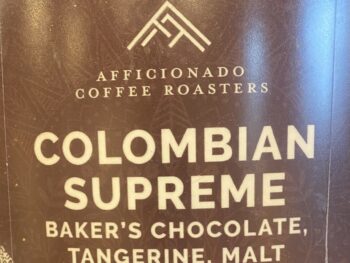 AFFICIONADO
COFFEE ROASTERS
COLOMBIAN
SUPREME
BAKER'S CHOCOLATE,
TANGERINE, MALT